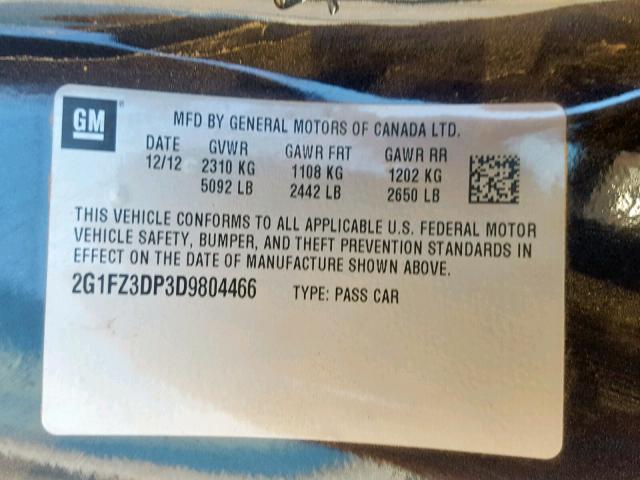 GM
MFD BY GENERAL MOTORS OF CANADA LTD.
DATE GVWR GAWR FRT GAWR RR
12/12 2310 KG 1108 KG 1202 KG
5092 LB 2442 LB 2650 LB
THIS VEHICLE CONFORMS TO ALL APPLICABLE U.S. FEDERAL MOTOR
VEHICLE SAFETY, BUMPER, AND THEFT PREVENTION STANDARDS IN
EFFECT ON THE DATE OF MANUFACTURE SHOWN ABOVE.
2G1FZ3DP3D9804466 TYPE: PASS CAR